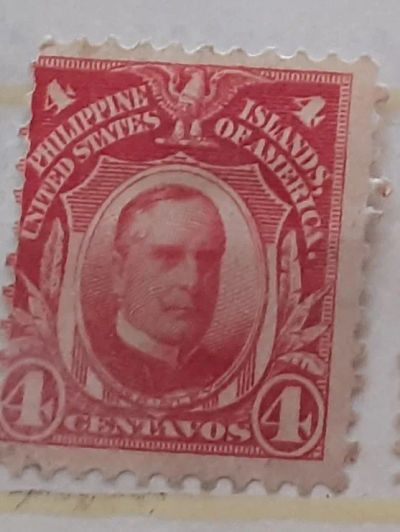 4 4
PHILIPPINE ISLANDS,
UNITED STATES OF AMERICA.
4 CENTAVOS 4